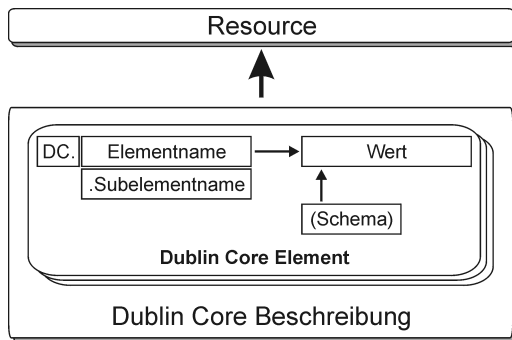 Resource
DC. Elementname Wert
.Subelementname
(Schema)
Dublin Core Element
Dublin Core Beschreibung